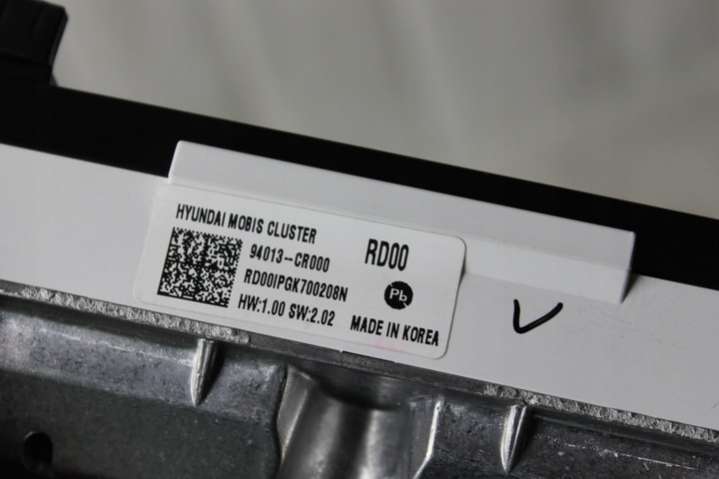 HYUNDAI MOBIS CLUSTER
94013-CR000
RD00
RD00IPGK700208N
Pb
HW:1.00 SW:2.02
MADE IN KOREA